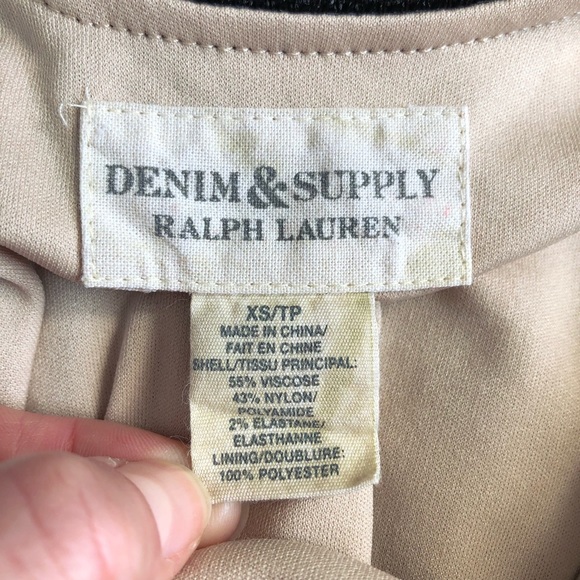 DENIM & SUPPLY
RALPH LAUREN
XS/TP
MADE IN CHINA/
FAIT EN CHINE
SHELL/TISSU PRINCIPAL:
55% VISCOSE
43% NYLON/
POLYAMIDE
2% ELASTANE/
ELASTHANNE
LINING/DOUBLURE:
100% POLYESTER